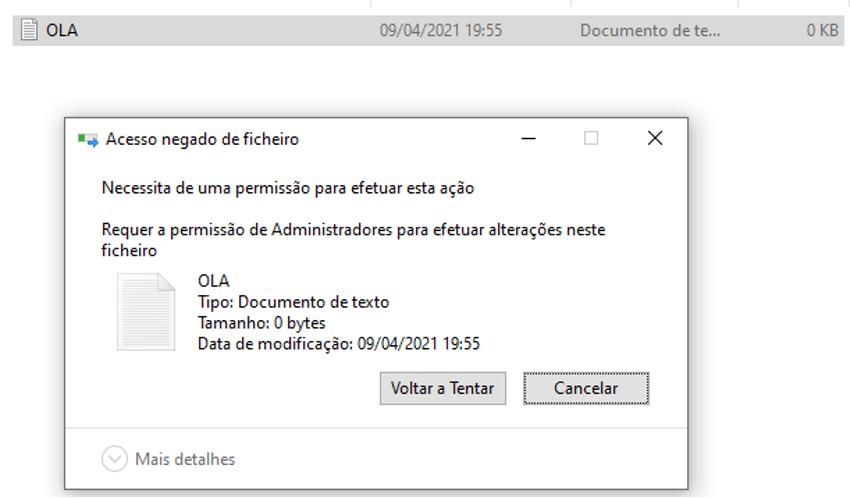 OLA 09/04/2021 19:55 Documento de te... 0 KB
Acesso negado de ficheiro
Necessita de uma permissão para efetuar esta ação
Requer a permissão de Administradores para efetuar alterações neste
ficheiro
OLA
Tipo: Documento de texto
Tamanho: 0 bytes
Data de modificação: 09/04/2021 19:55
Voltar a Tentar Cancelar
Mais detalhes